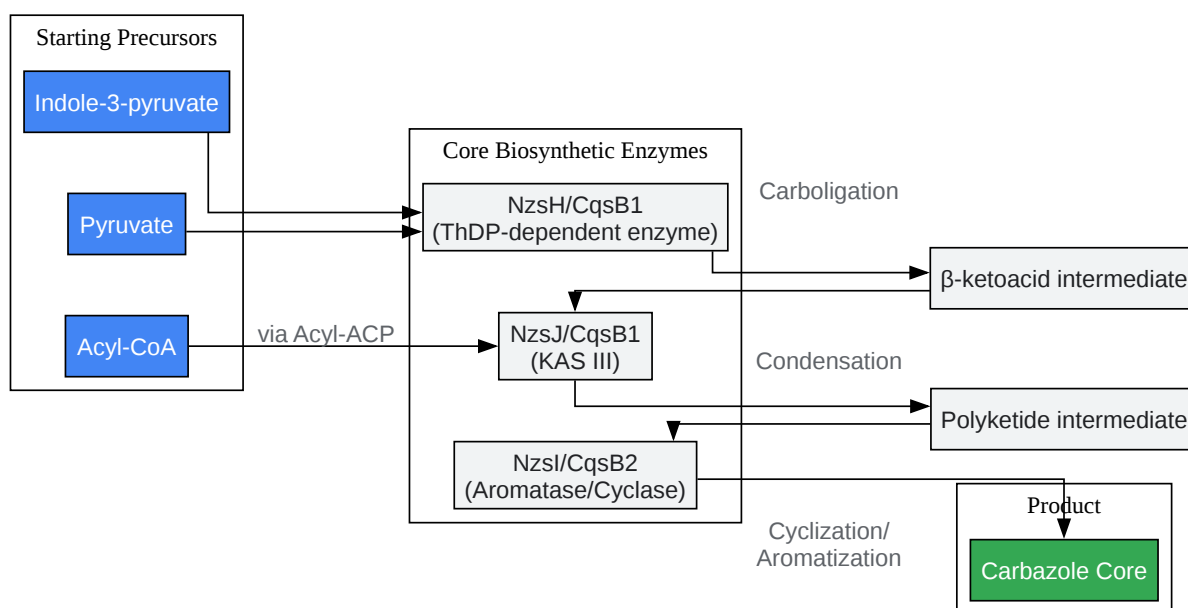 Starting Precursors
Indole-3-pyruvate
Pyruvate
Acyl-CoA
via Acyl-ACP
Core Biosynthetic Enzymes
NzsH/CqsB1
(ThDP-dependent enzyme)
Carboligation
β-ketoacid intermediate
NzsJ/CqsB1
(KAS III)
Condensation
Polyketide intermediate
NzsI/CqsB2
(Aromatase/Cyclase)
Cyclization/
Aromatization
Product
Carbazole Core